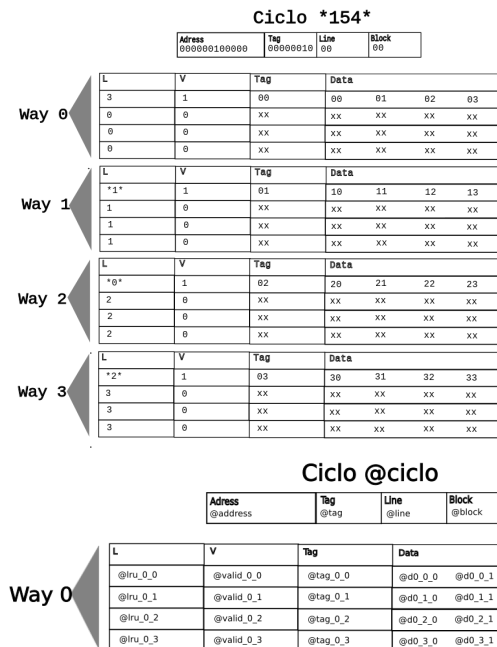 Ciclo *154*
Adress Tag Line Block
000000100000 00000010 00 00
L V Tag Data
3 1 00 00 01 02 03
Way 0
0 0 xx xx xx xx xx
0 0 xx xx xx xx xx
0 0 xx xx xx xx xx
L V Tag Data
*1* 1 01 10 11 12 13
Way 1
1 0 xx xx xx xx xx
1 0 xx xx xx xx xx
1 0 xx xx xx xx xx
L V Tag Data
*0* 1 02 20 21 22 23
Way 2
2 0 xx xx xx xx xx
2 0 xx xx xx xx xx
2 0 xx xx xx xx xx
L V Tag Data
*2* 1 03 30 31 32 33
Way 3
3 0 xx xx xx xx xx
3 0 xx xx xx xx xx
3 0 xx xx xx xx xx
Ciclo @ciclo
Adress Tag Line Block
@address @tag @line @block
L V Tag Data
@lru_0_0 @valid_0_0 @tag_0_0 @d0_0_0 @d0_0_1
Way 0
@lru_0_1 @valid_0_1 @tag_0_1 @d0_1_0 @d0_1_1
@lru_0_2 @valid_0_2 @tag_0_2 @d0_2_0 @d0_2_1
@lru_0_3 @valid_0_3 @tag_0_3 @d0_3_0 @d0_3_1